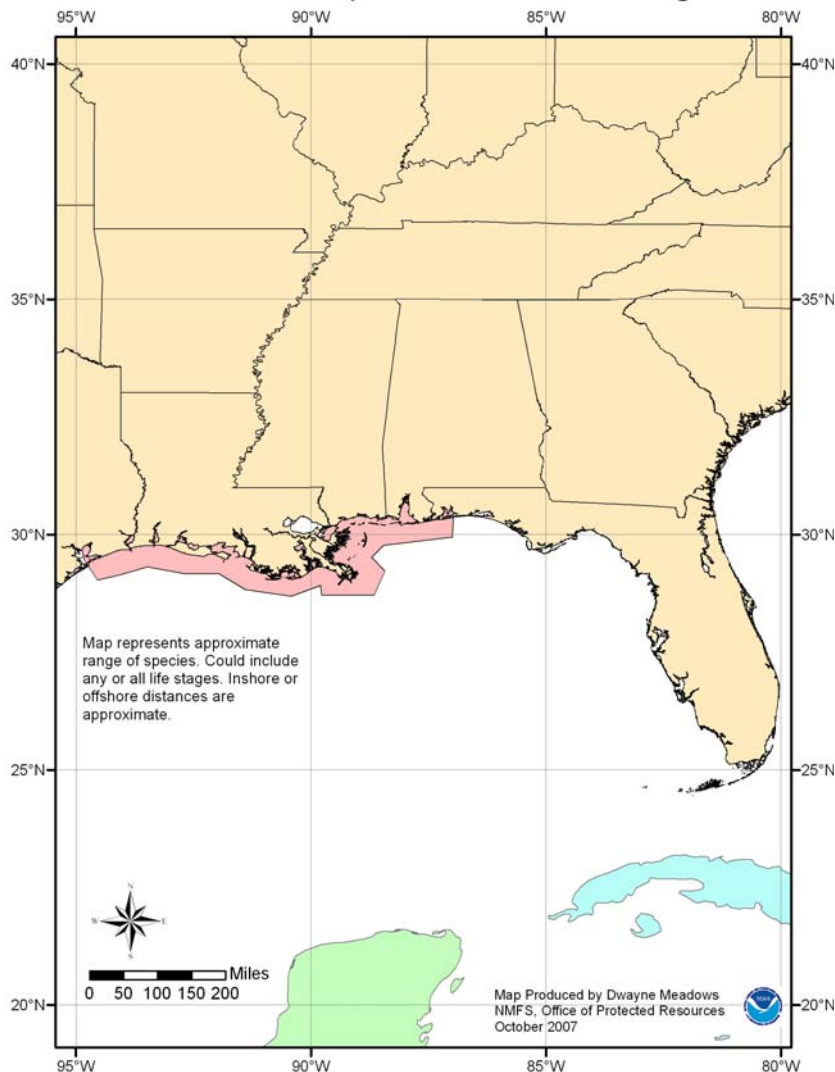 95°W 90°W 85°W 80°W
40°N 40°N
35°N 35°N
30°N 30°N
Map represents approximate
range of species. Could include
any or all life stages. Inshore or
offshore distances are
approximate.
25°N 25°N
N
W E
S
Miles
0 50 100 150 200
Map Produced by Dwayne Meadows
NMFS, Office of Protected Resources
October 2007
20°N 20°N
95°W 90°W 85°W 80°W